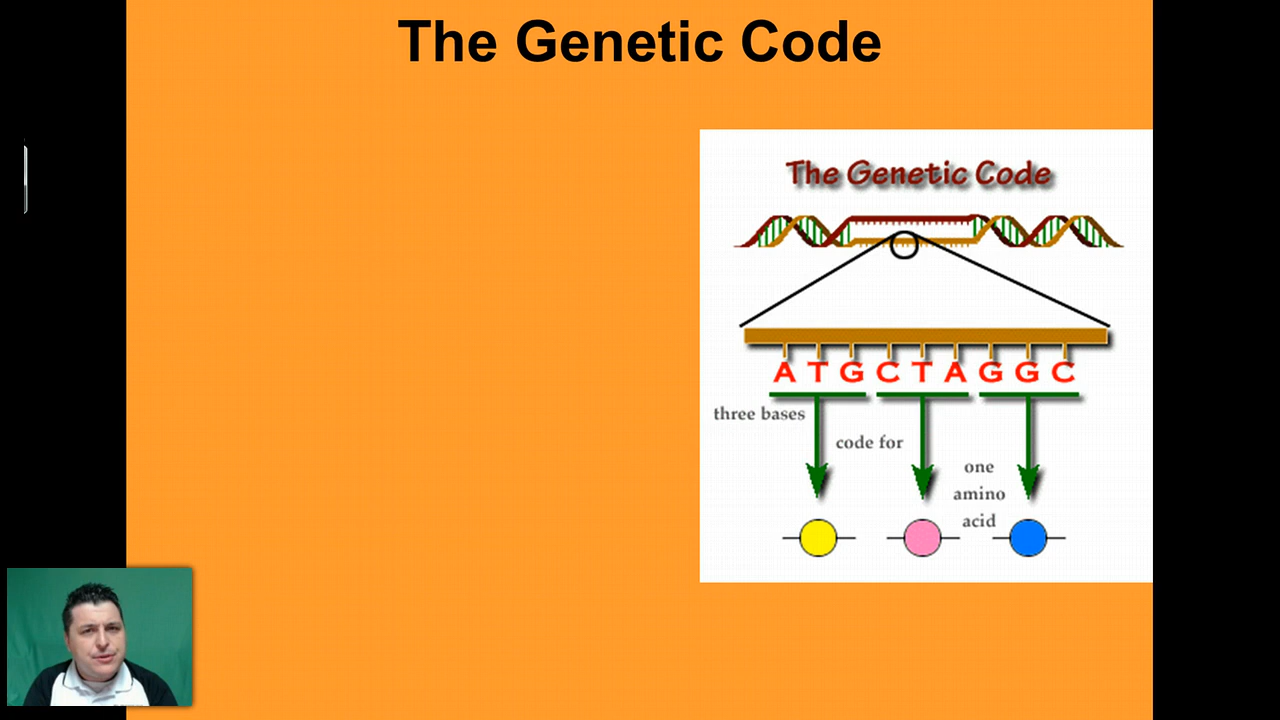 The Genetic Code
The Genetic Code
A T G C T A G G C
three bases
code for
one
amino
acid